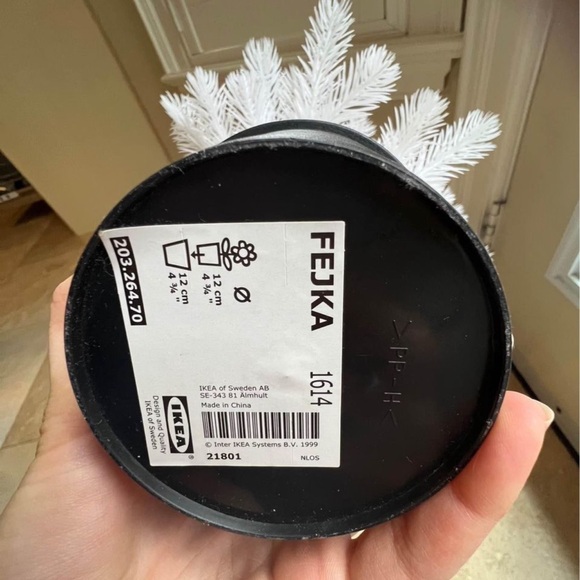 FEJKA
1614
Ø
12 cm
4 ¾ "
12 cm
4 ¾ "
203.264.70
IKEA of Sweden AB
SE-343 81 Älmhult
Made in China
© Inter IKEA Systems B.V. 1999
21801
NLOS
IKEA
®
Design and Quality
IKEA of Sweden